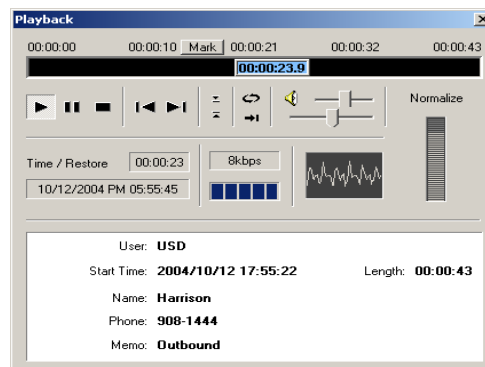 Playback
00:00:00 00:00:10 Mark 00:00:21 00:00:32 00:00:43
00:00:23.9
Normalize
Time / Restore 00:00:23 8kbps
10/12/2004 PM 05:55:45
User: USD
Start Time: 2004/10/12 17:55:22 Length: 00:00:43
Name: Harrison
Phone: 908-1444
Memo: Outbound